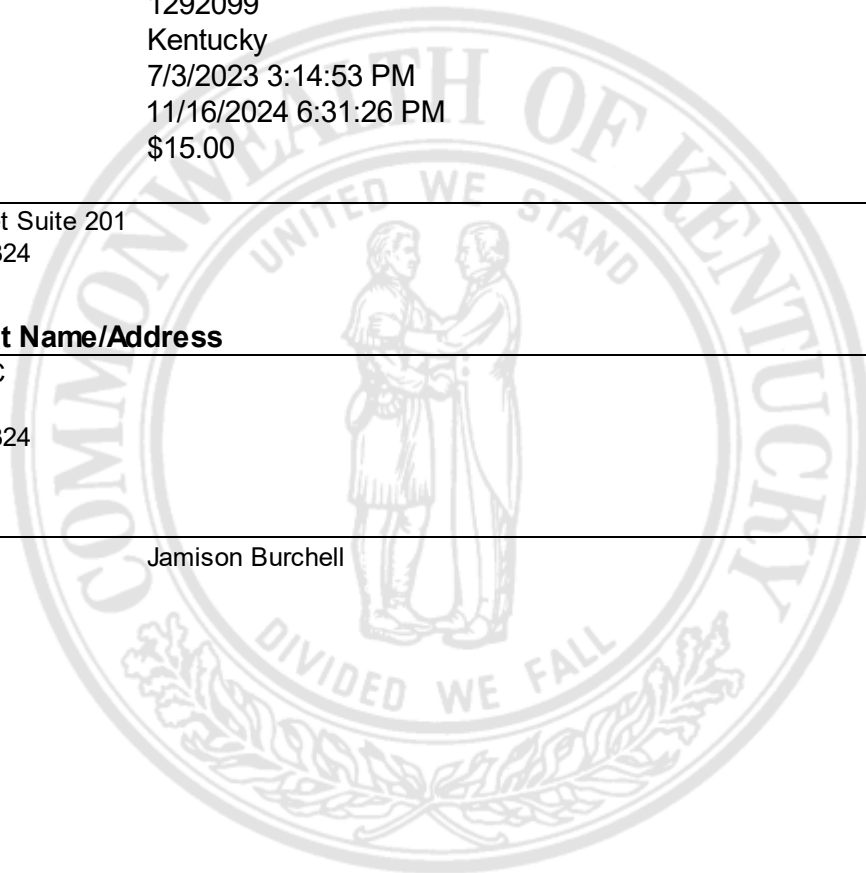 1292099
Kentucky
7/3/2023 3:14:53 PM
11/16/2024 6:31:26 PM
$15.00
t Suite 201
324
t Name/Address
C
324
Jamison Burchell
COMMONWEALTH OF KENTUCKY
UNITED WE STAND
DIVIDED WE FALL